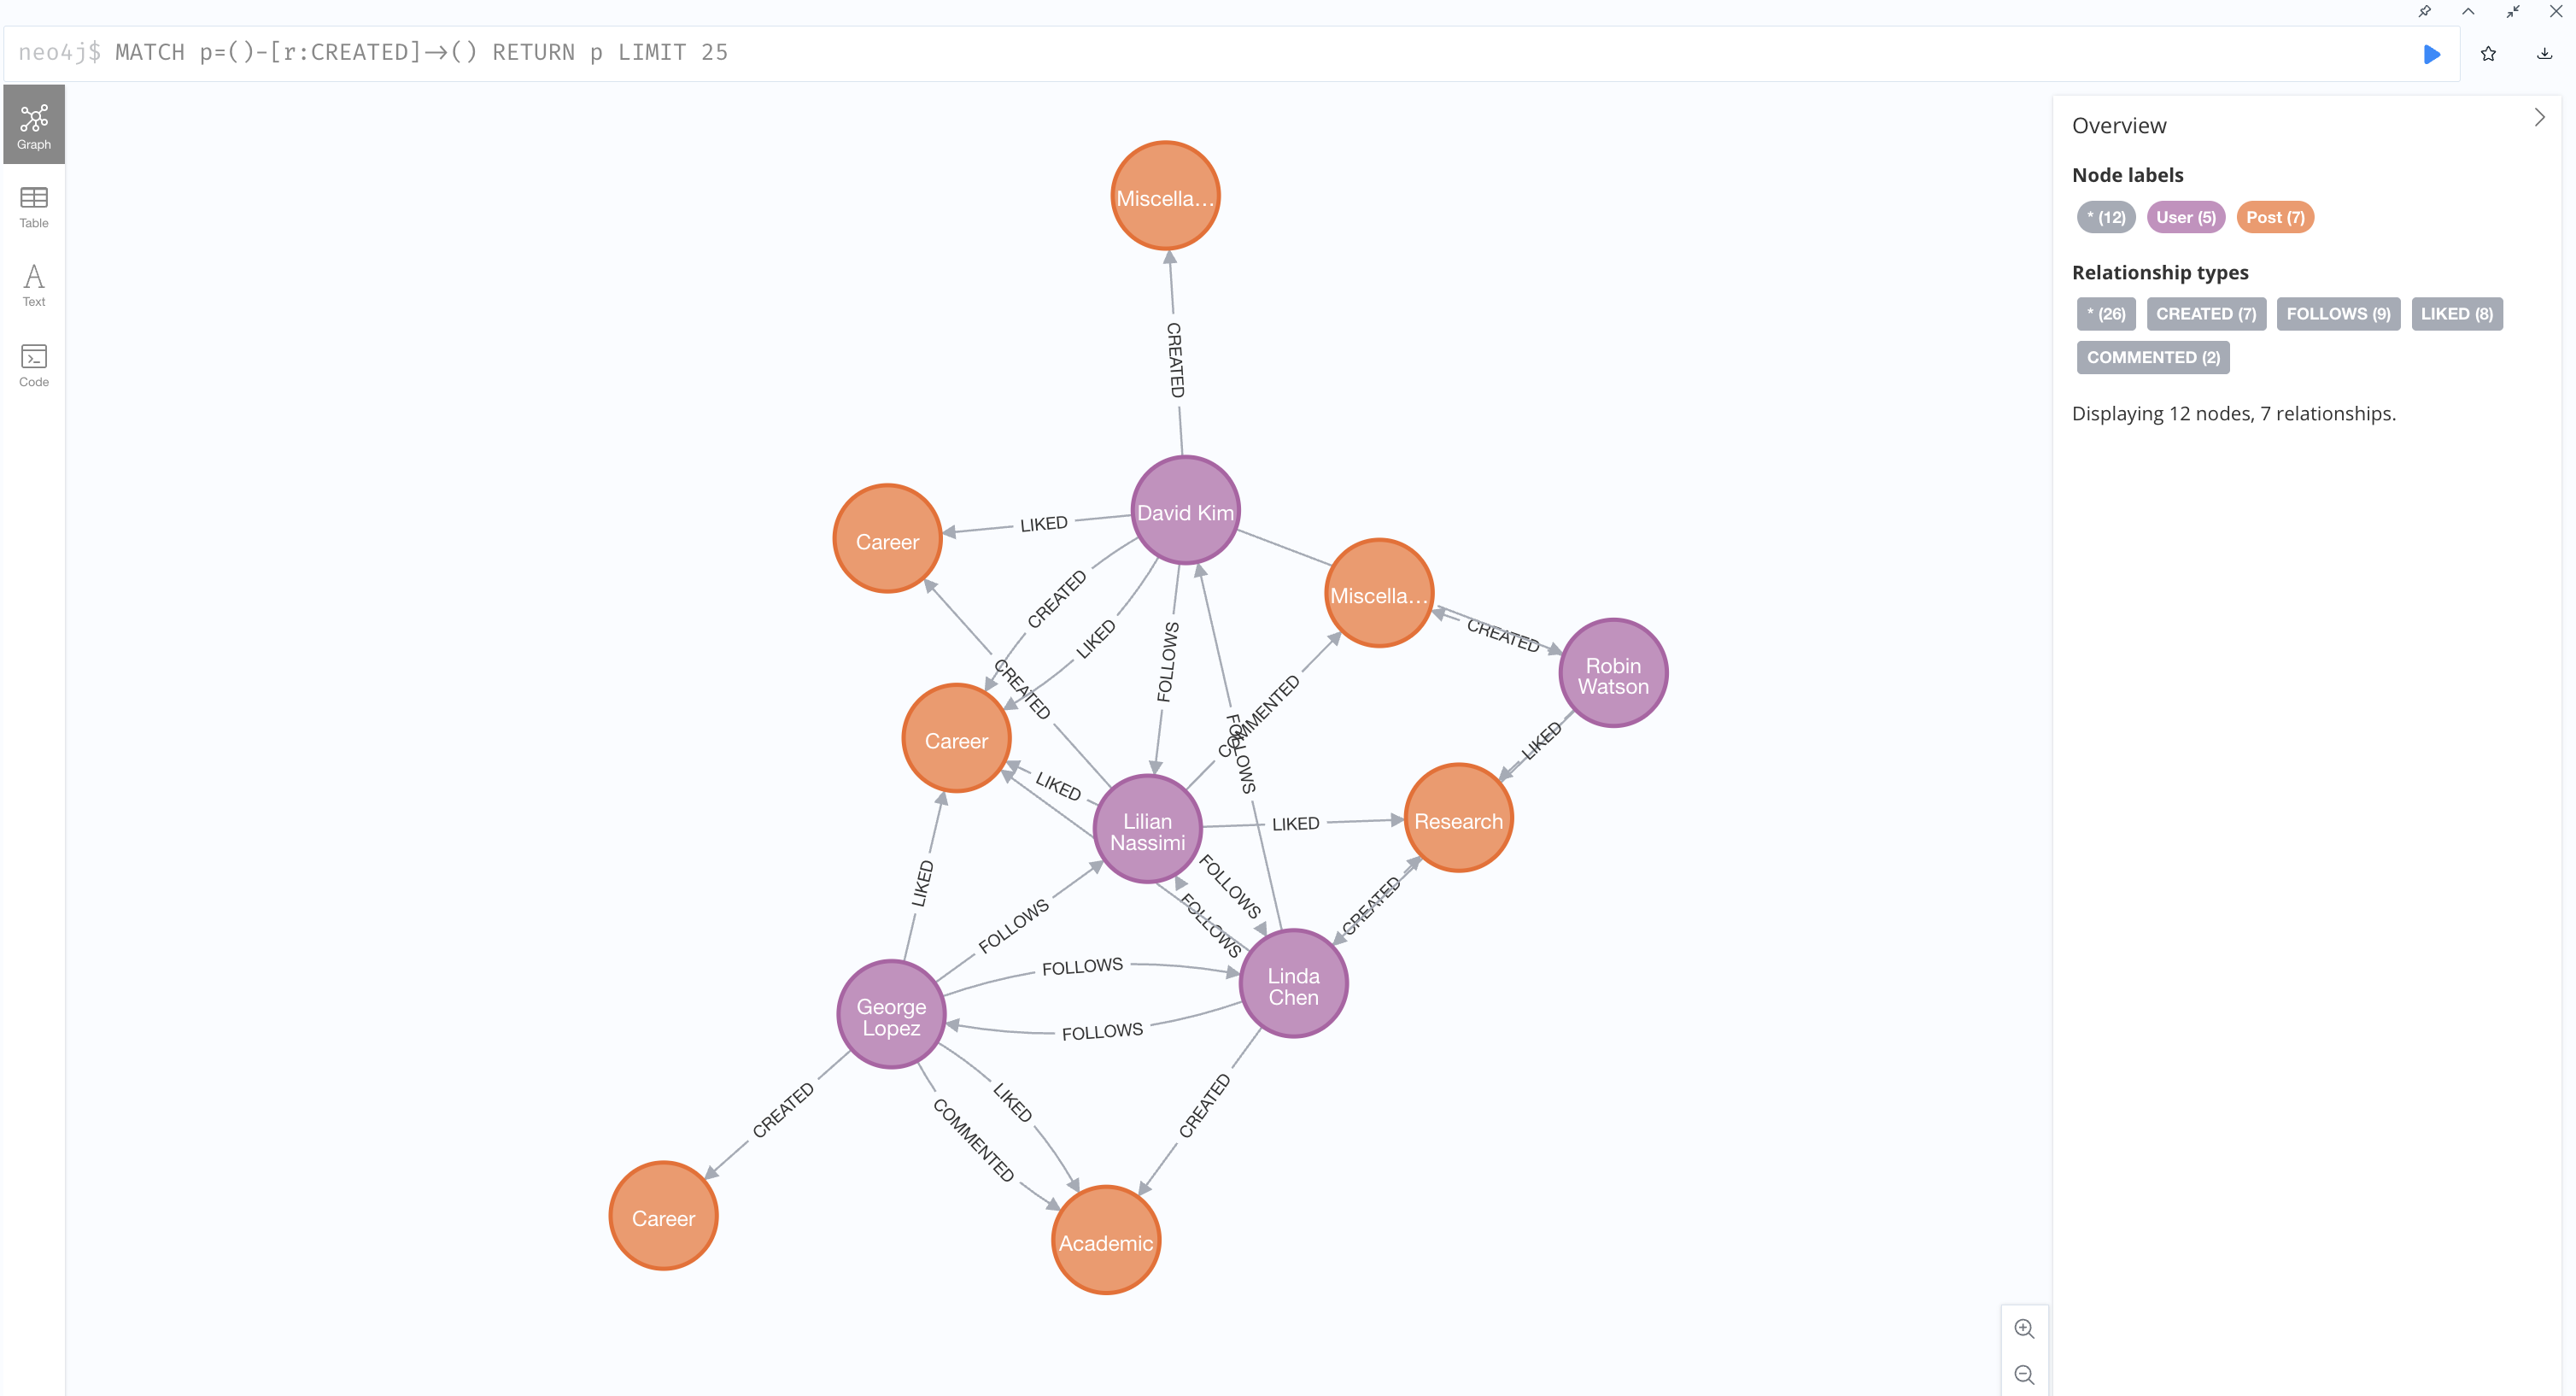 neo4j$ MATCH p=()-[r:CREATED]→() RETURN p LIMIT 25
Graph
Table
Text
Code
Miscella...
CREATED
David Kim
Career
LIKED
CREATED
LIKED
FOLLOWS
Miscella...
CREATED
Robin
Watson
CREATED
Career
COMMENTED
FOLLOWS
LIKED
LIKED
Lilian
Nassimi
LIKED
Research
LIKED
FOLLOWS
FOLLOWS
CREATED
FOLLOWS
FOLLOWS
George
Lopez
Linda
Chen
FOLLOWS
CREATED
LIKED
COMMENTED
CREATED
Career
Academic
Overview
Node labels
* (12) User (5) Post (7)
Relationship types
* (26) CREATED (7) FOLLOWS (9) LIKED (8)
COMMENTED (2)
Displaying 12 nodes, 7 relationships.